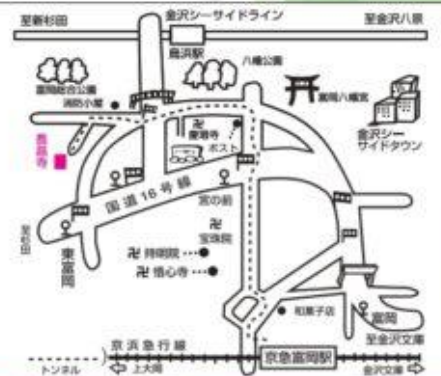 至新杉田
金沢シーサイドライン
至金沢八景
鳥浜駅
八幡公園
富岡総合公園
消防小屋
慶珊寺
ポスト
富岡八幡宮
金沢シー
サイドタウン
長昌寺
国道16号線
宮の前
宝珠院
至杉田
東富岡
持明院
悟心寺
和菓子店
富岡
至金沢文庫
京浜急行線
京急富岡駅
トンネル
上大岡
金沢文庫